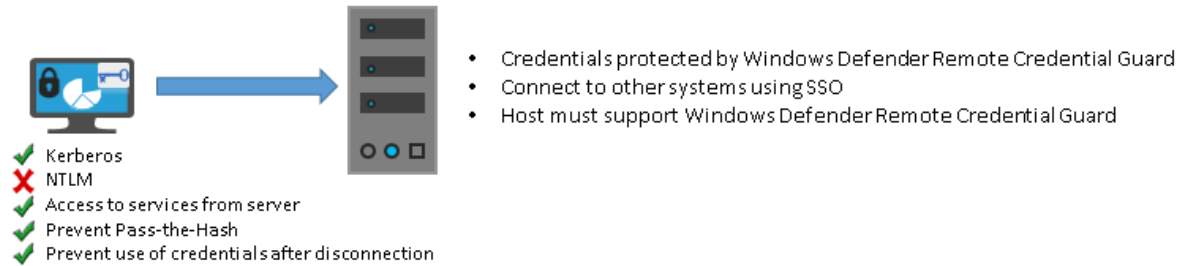 Credentials protected by Windows Defender Remote Credential Guard
Connect to other systems using SSO
Host must support Windows Defender Remote Credential Guard
Kerberos
NTLM
Access to services from server
Prevent Pass-the-Hash
Prevent use of credentials after disconnection